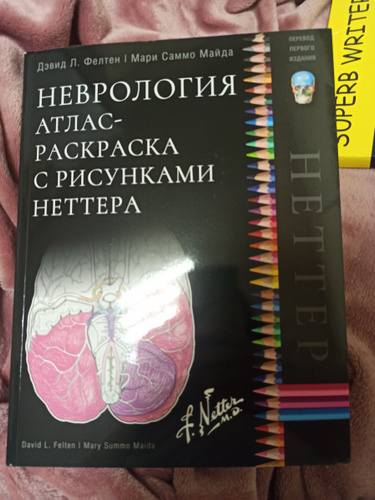 Дэвид Л. Фелтен | Мари Саммо Майда
ПЕРЕВОД
ПЕРВОГО
ИЗДАНИЯ
НЕВРОЛОГИЯ
АТЛАС-
РАСКРАСКА
С РИСУНКАМИ
НЕТТЕРА
НЕТТЕР
F. Netter
M.D.
David L. Felten | Mary Summo Maida
SUPERB WRITE